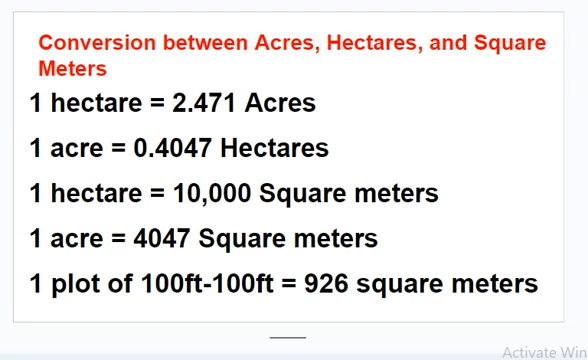 Conversion between Acres, Hectares, and Square
Meters
1 hectare = 2.471 Acres
1 acre = 0.4047 Hectares
1 hectare = 10,000 Square meters
1 acre = 4047 Square meters
1 plot of 100ft-100ft = 926 square meters
Activate Win